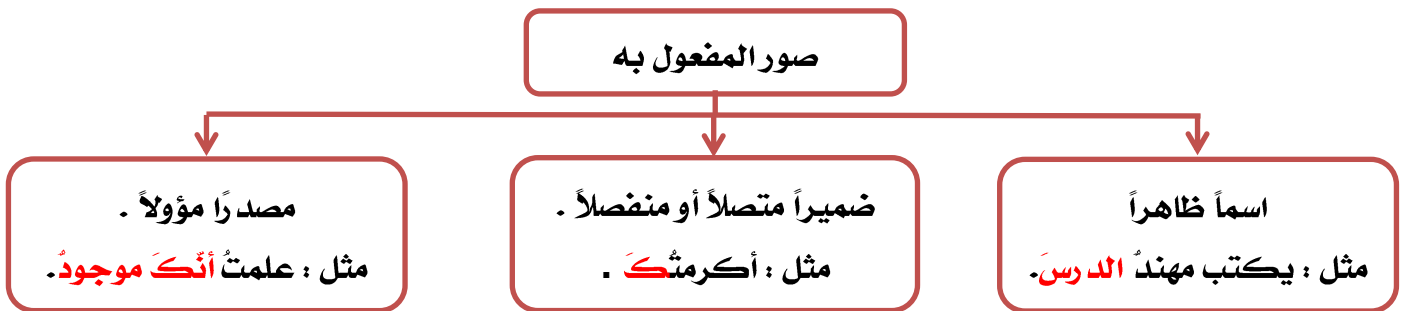 صور المفعول به
اسماً ظاهراً
مثل : يكتب مهندٌ الدرسَ.
ضميراً متصلاً أو منفصلاً .
مثل : أكرمتُكَ .
مصدرًا مؤولاً .
مثل : علمتُ أنّكَ موجودٌ.